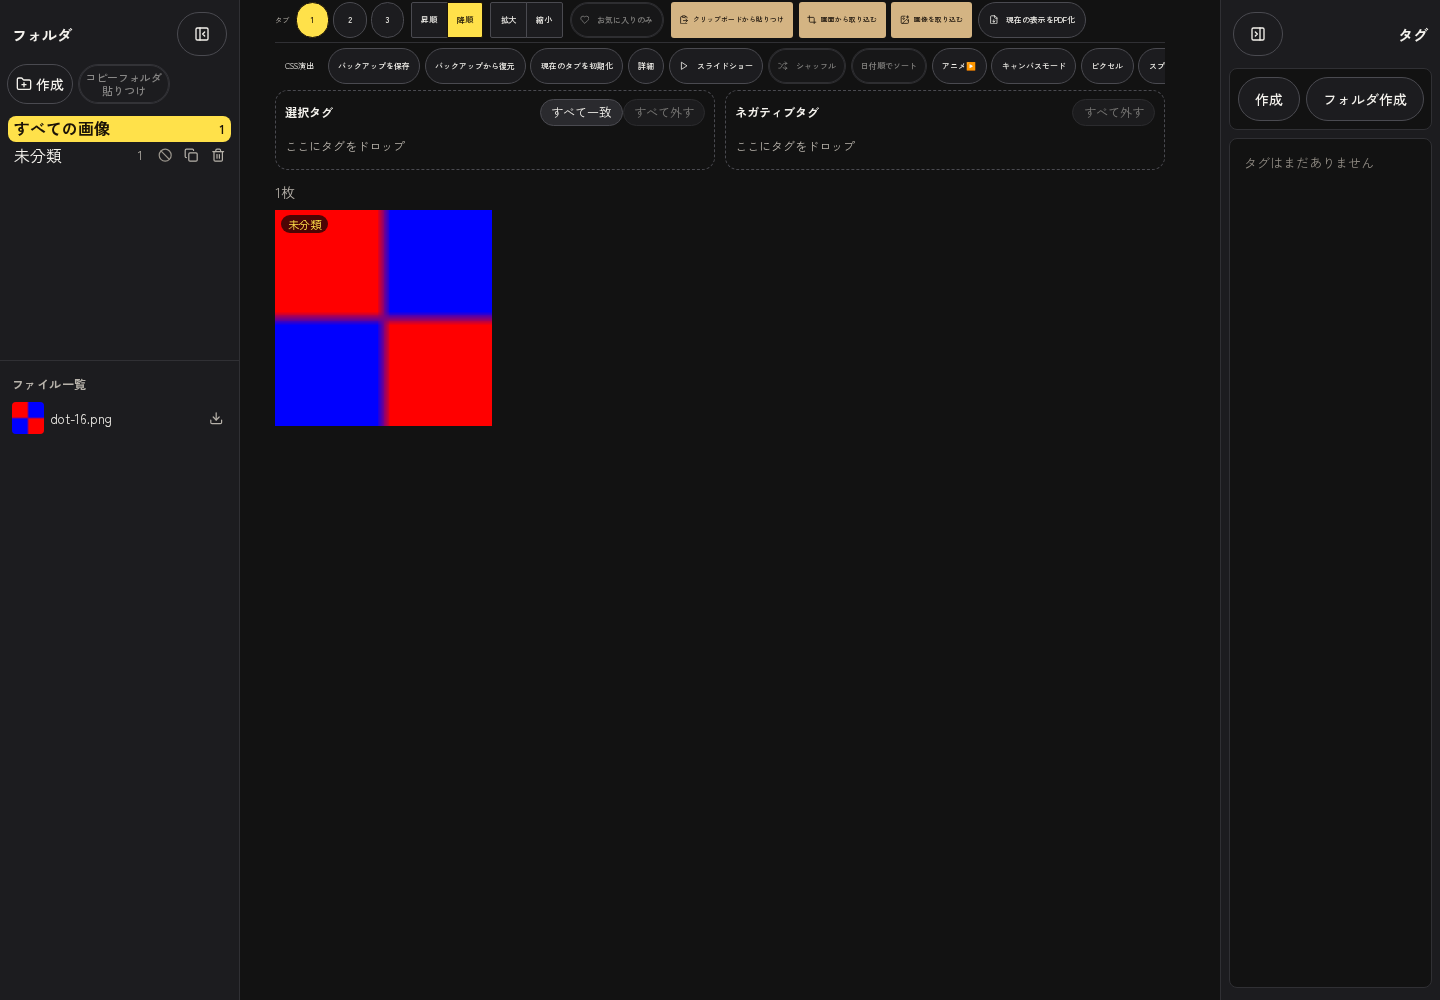 フォルダ
作成
コピーフォルダ
貼りつけ
すべての画像 1
未分類 1
ファイル一覧
dot-16.png
タブ 1 2 3 昇順 降順 拡大 縮小 お気に入りのみ クリップボードから貼りつけ 画面から取り込む 画像を取り込む 現在の表示をPDF化
CSS演出 バックアップを保存 バックアップから復元 現在のタブを初期化 詳細 スライドショー シャッフル 日付順でソート アニメ▶ キャンバスモード ピクセル スプ
選択タグ すべて一致 すべて外す
ここにタグをドロップ
ネガティブタグ すべて外す
ここにタグをドロップ
1枚
未分類
タグ
作成 フォルダ作成
タグはまだありません